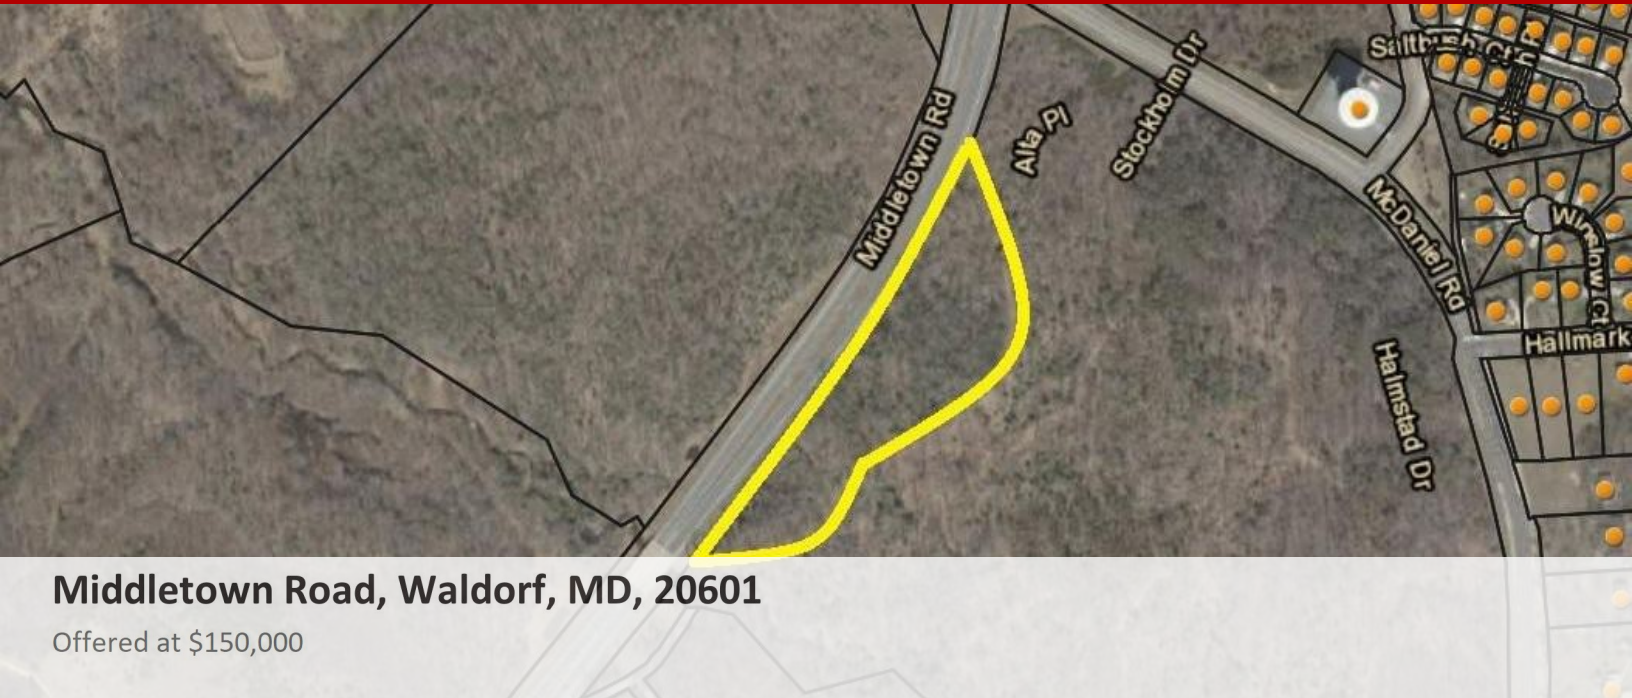 Saltbush Ct
Stockholm Dr
Alta Pl
Middletown Rd
McDaniel Rd
Winslow Ct
Hallmark
Halmstad Dr
Middletown Road, Waldorf, MD, 20601
Offered at $150,000